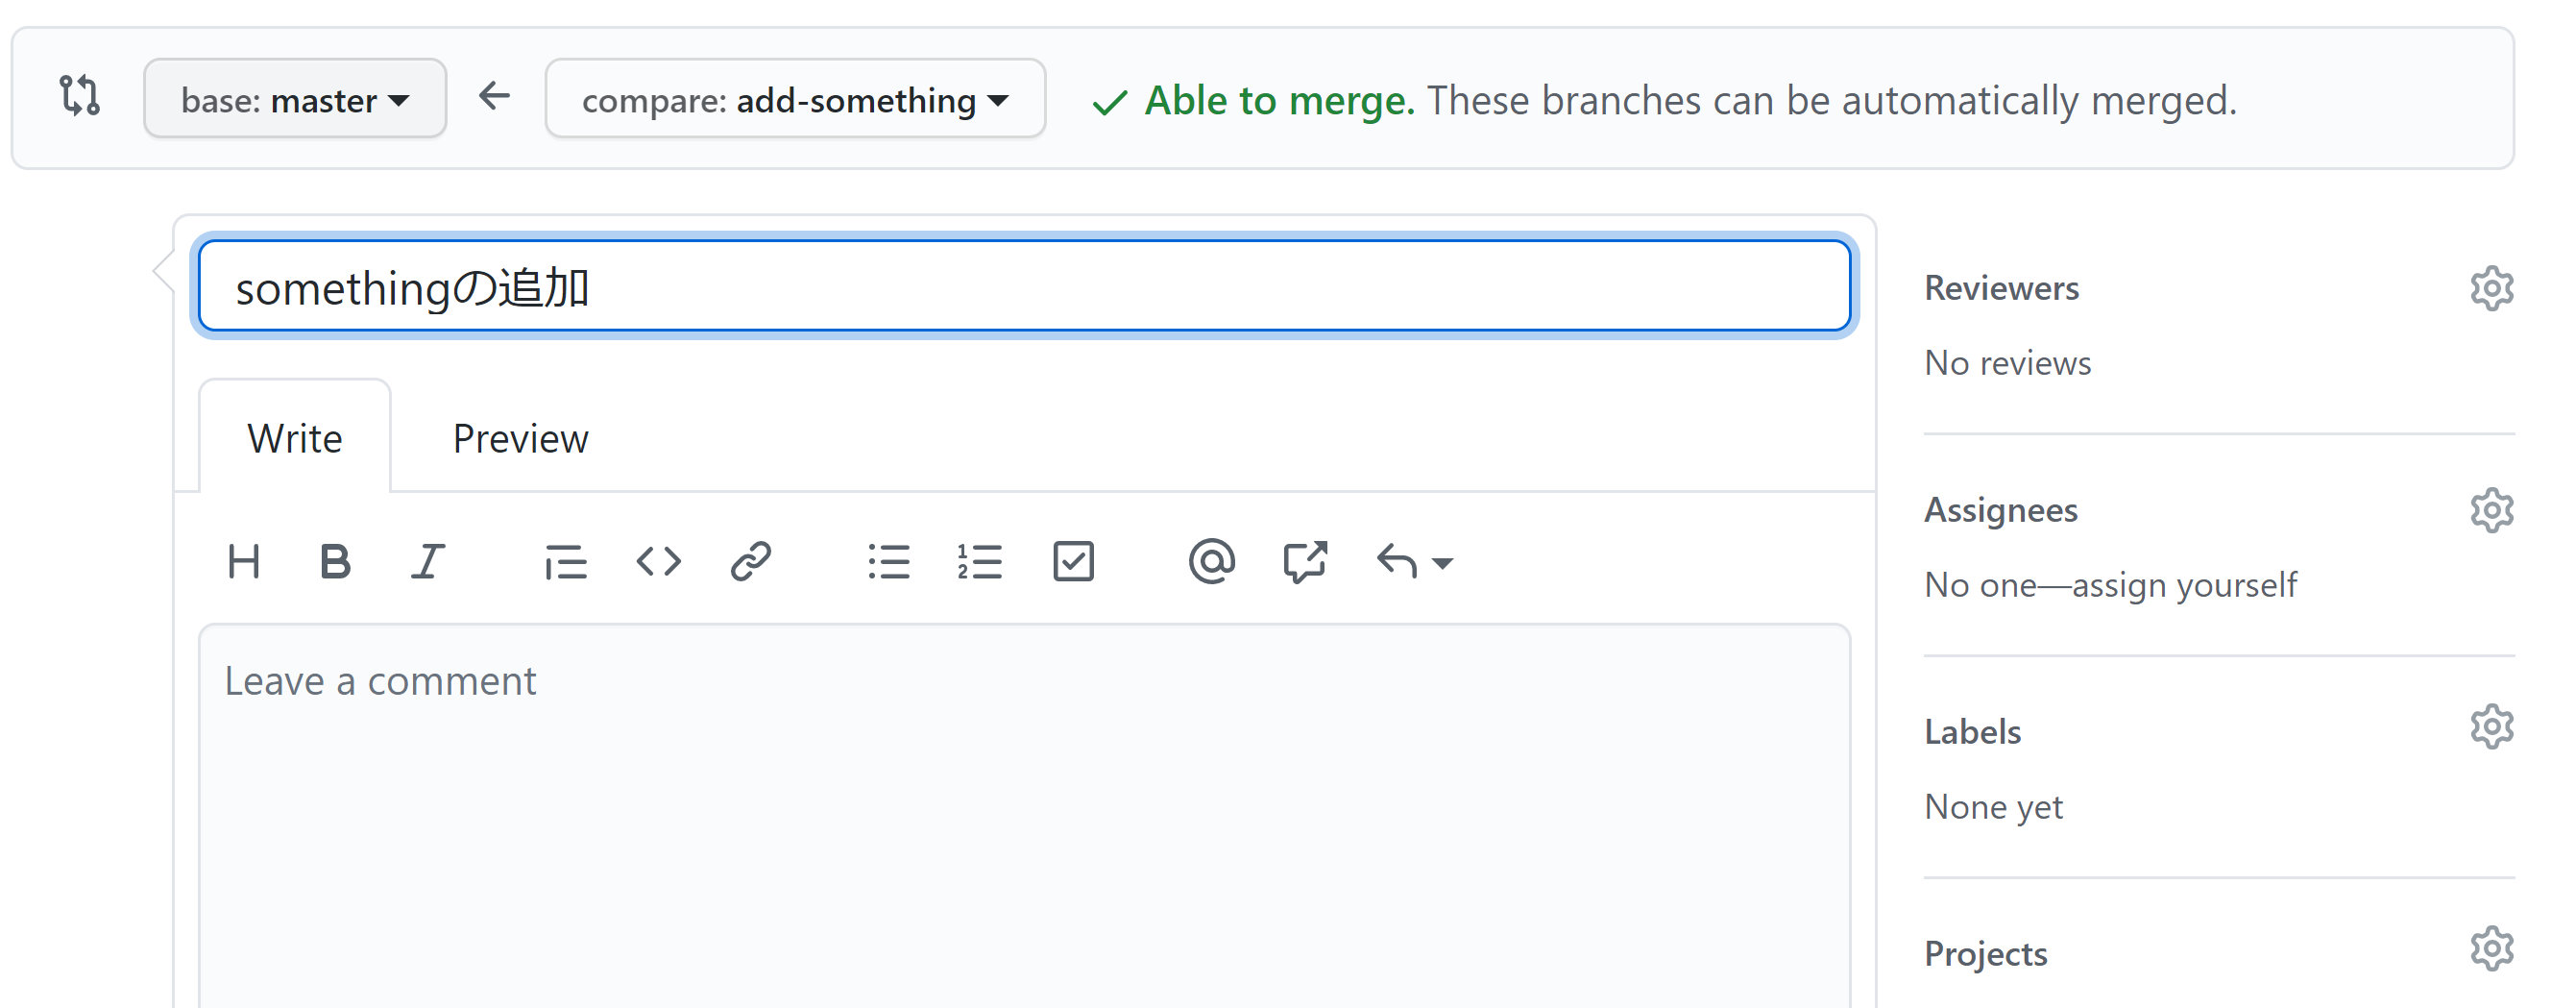 base: master compare: add-something Able to merge. These branches can be automatically merged.
somethingの追加
Write Preview
H B I
Leave a comment
Reviewers
No reviews
Assignees
No one—assign yourself
Labels
None yet
Projects